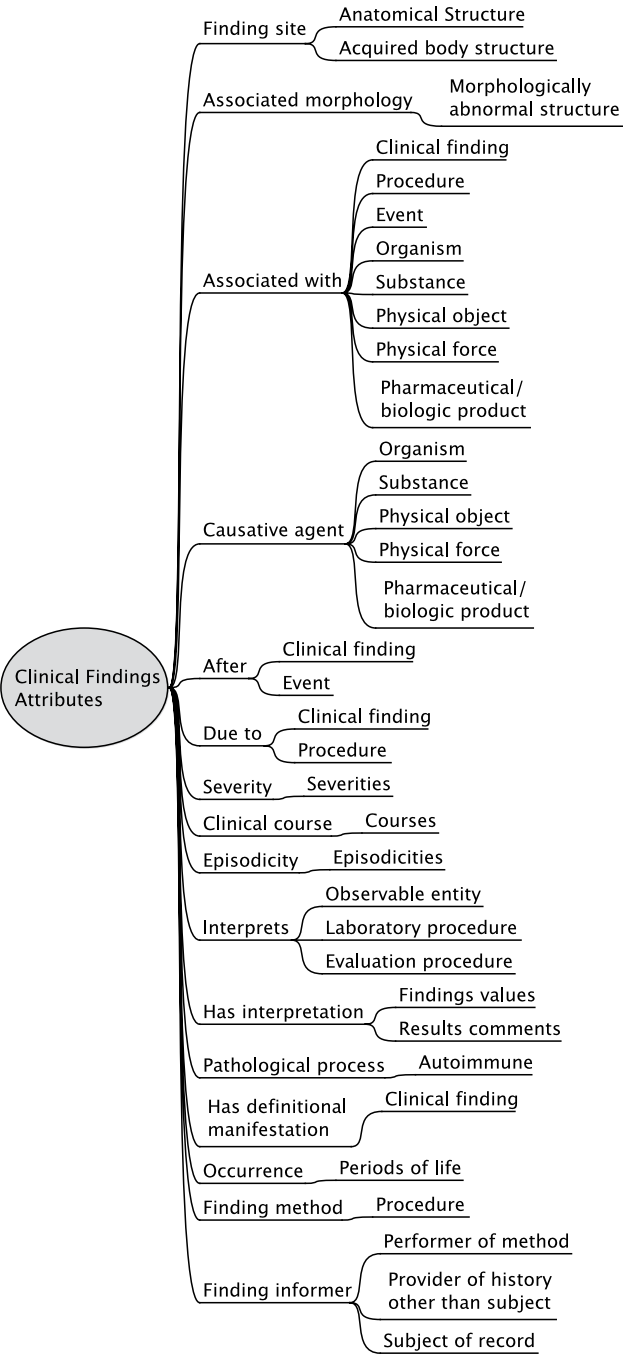 Clinical Findings
Attributes
Finding site
Anatomical Structure
Acquired body structure
Associated morphology
Morphologically
abnormal structure
Associated with
Clinical finding
Procedure
Event
Organism
Substance
Physical object
Physical force
Pharmaceutical/
biologic product
Causative agent
Organism
Substance
Physical object
Physical force
Pharmaceutical/
biologic product
After
Clinical finding
Event
Due to
Clinical finding
Procedure
Severity
Severities
Clinical course
Courses
Episodicity
Episodicities
Interprets
Observable entity
Laboratory procedure
Evaluation procedure
Has interpretation
Findings values
Results comments
Pathological process
Autoimmune
Has definitional
manifestation
Clinical finding
Occurrence
Periods of life
Finding method
Procedure
Finding informer
Performer of method
Provider of history
other than subject
Subject of record